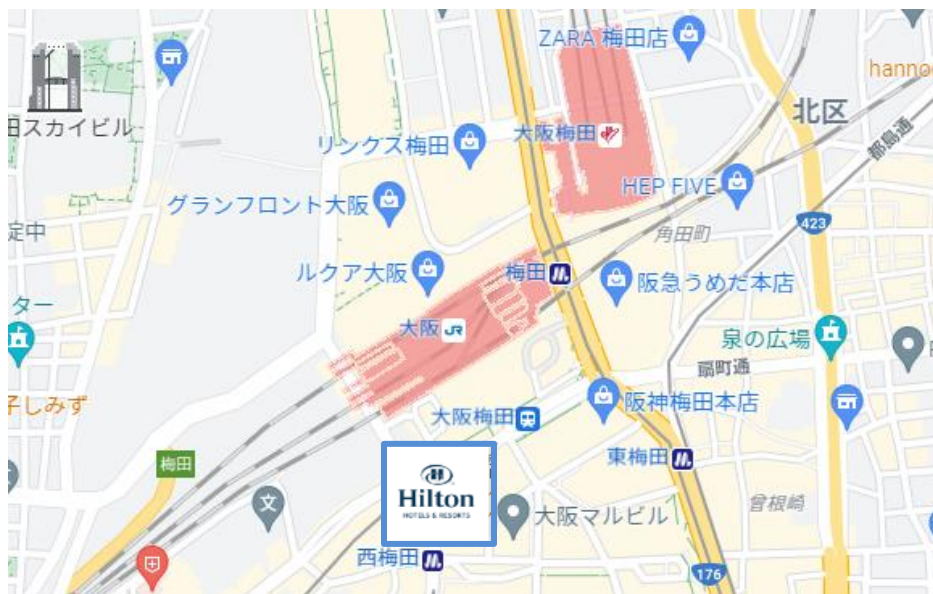 ZARA 梅田店
hanno
北区
田スカイビル
大阪梅田
リンクス梅田
都島通
HEP FIVE
グランフロント大阪
423
角田町
淀中
梅田
ルクア大阪
阪急うめだ本店
ター
大阪
JR
泉の広場
扇町通
子しみず
大阪梅田
阪神梅田本店
梅田
東梅田
文
Hilton
HOTELS & RESORTS
曽根崎
大阪マルビル
西梅田
176